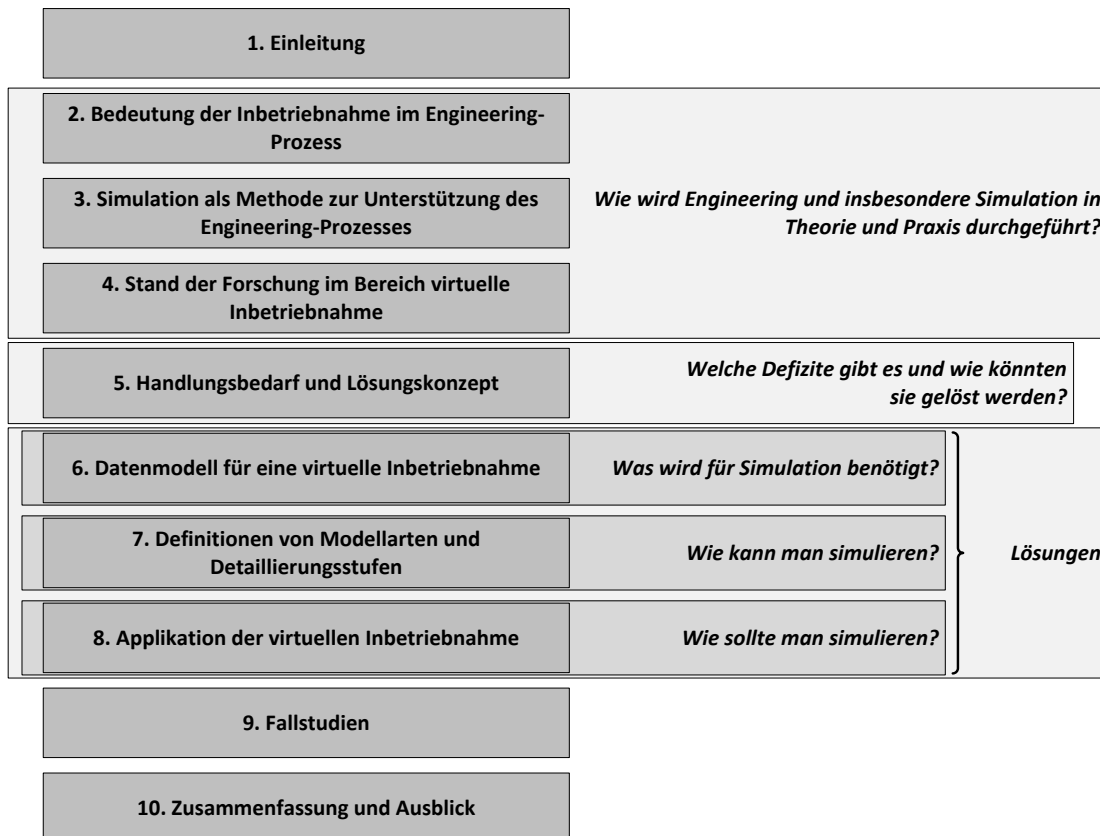 1. Einleitung
2. Bedeutung der Inbetriebnahme im Engineering-
Prozess
3. Simulation als Methode zur Unterstützung des
Engineering-Prozesses
4. Stand der Forschung im Bereich virtuelle
Inbetriebnahme
Wie wird Engineering und insbesondere Simulation in
Theorie und Praxis durchgeführt?
5. Handlungsbedarf und Lösungskonzept
Welche Defizite gibt es und wie könnten
sie gelöst werden?
6. Datenmodell für eine virtuelle Inbetriebnahme
Was wird für Simulation benötigt?
7. Definitionen von Modellarten und
Detaillierungsstufen
Wie kann man simulieren?
8. Applikation der virtuellen Inbetriebnahme
Wie sollte man simulieren?
Lösungen
9. Fallstudien
10. Zusammenfassung und Ausblick